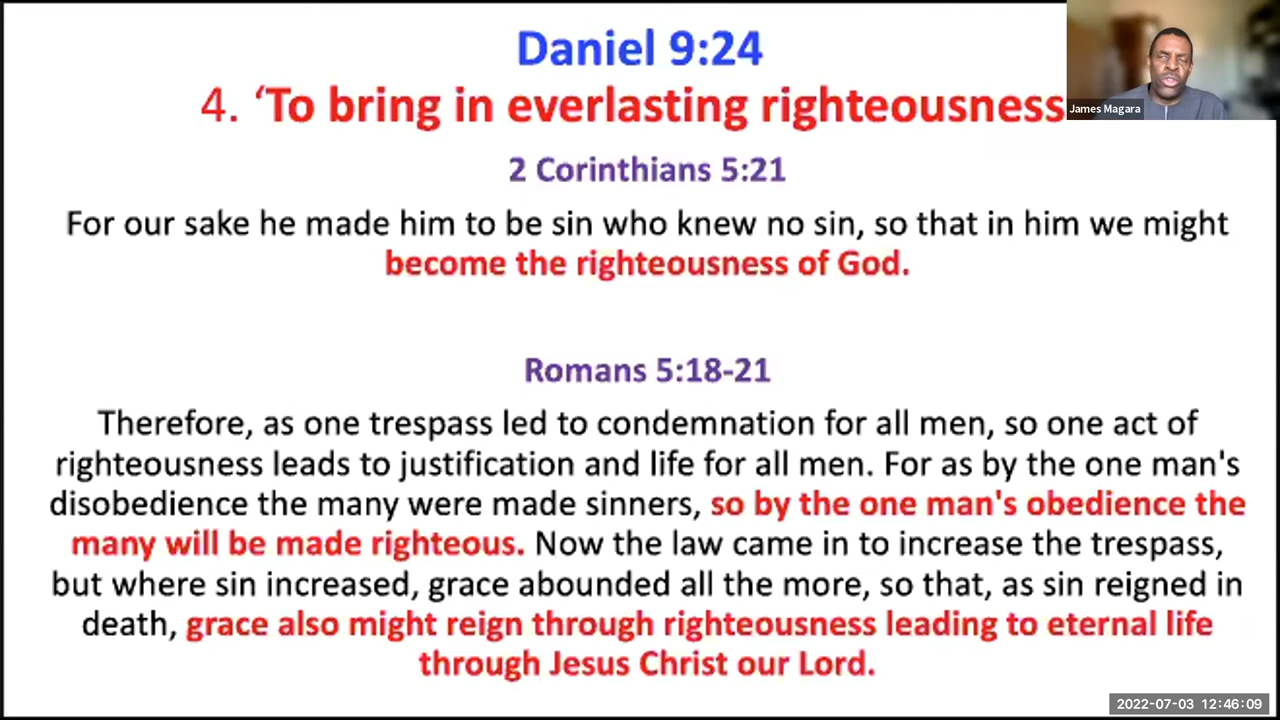 Daniel 9:24
4. ‘To bring in everlasting righteousness
James Magara
2 Corinthians 5:21
For our sake he made him to be sin who knew no sin, so that in him we might
become the righteousness of God.
Romans 5:18-21
Therefore, as one trespass led to condemnation for all men, so one act of
righteousness leads to justification and life for all men. For as by the one man's
disobedience the many were made sinners, so by the one man's obedience the
many will be made righteous. Now the law came in to increase the trespass,
but where sin increased, grace abounded all the more, so that, as sin reigned in
death, grace also might reign through righteousness leading to eternal life
through Jesus Christ our Lord.
2022-07-03 12:46:09